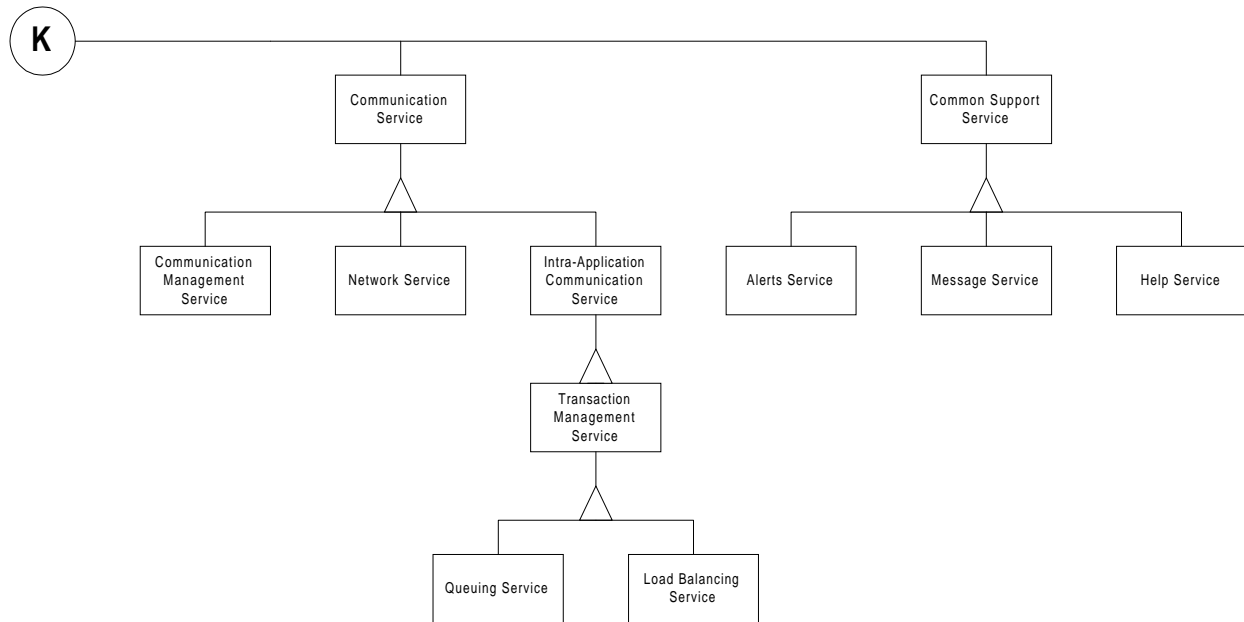 K
Communication
Service
Common Support
Service
Communication
Management
Service
Network Service
Intra-Application
Communication
Service
Alerts Service
Message Service
Help Service
Transaction
Management
Service
Queuing Service
Load Balancing
Service